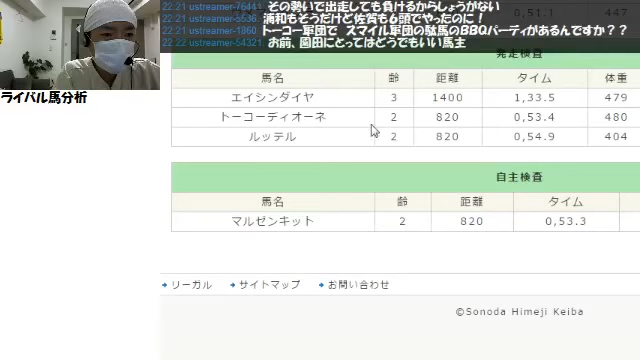 22 21 ustreamer-76441 その勢いで出走しても負けるからしょうがない
22 22 ustreamer-5536 浦和もそうだけど佐賀も６頭でやったのに！
22 22 ustreamer-1860 トーコー軍団で スマイル軍団の駄馬のBBQパーティがあるんですか？？
22 22 ustreamer-54321 お前、園田にとってはどうでもいい馬主
ライバル馬分析
2 820 0,51.1 447
発走検査
馬名 齢 距離 タイム 体重
エイシンダイヤ 3 1400 1,33.5 479
トーコーディオーネ 2 820 0,53.4 480
ルッテル 2 820 0,54.9 404
自主検査
馬名 齢 距離 タイム
マルゼンキット 2 820 0,53.3
リーガル サイトマップ お問い合わせ
©Sonoda Himeji Keiba